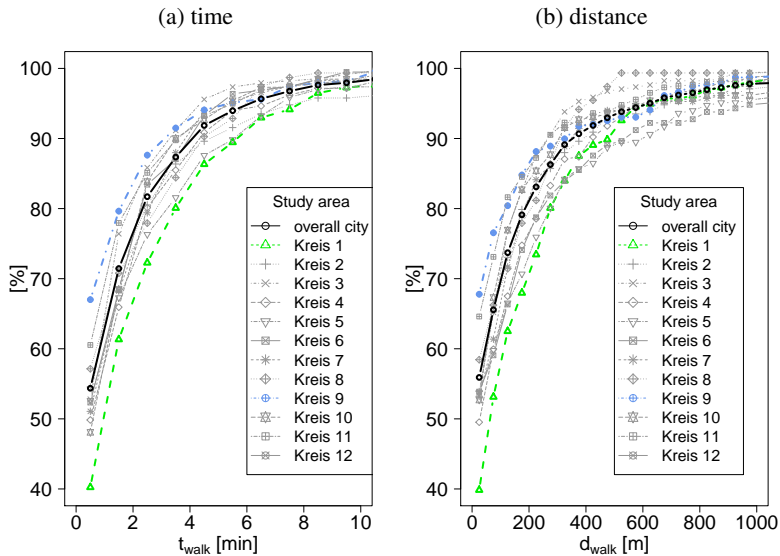 (a) time
(b) distance
[%]
100
90
80
70
60
50
40
0
2
4
6
8
10
t_walk [min]
Study area
overall city
Kreis 1
Kreis 2
Kreis 3
Kreis 4
Kreis 5
Kreis 6
Kreis 7
Kreis 8
Kreis 9
Kreis 10
Kreis 11
Kreis 12
[%]
100
90
80
70
60
50
40
0
200
400
600
800
1000
d_walk [m]
Study area
overall city
Kreis 1
Kreis 2
Kreis 3
Kreis 4
Kreis 5
Kreis 6
Kreis 7
Kreis 8
Kreis 9
Kreis 10
Kreis 11
Kreis 12